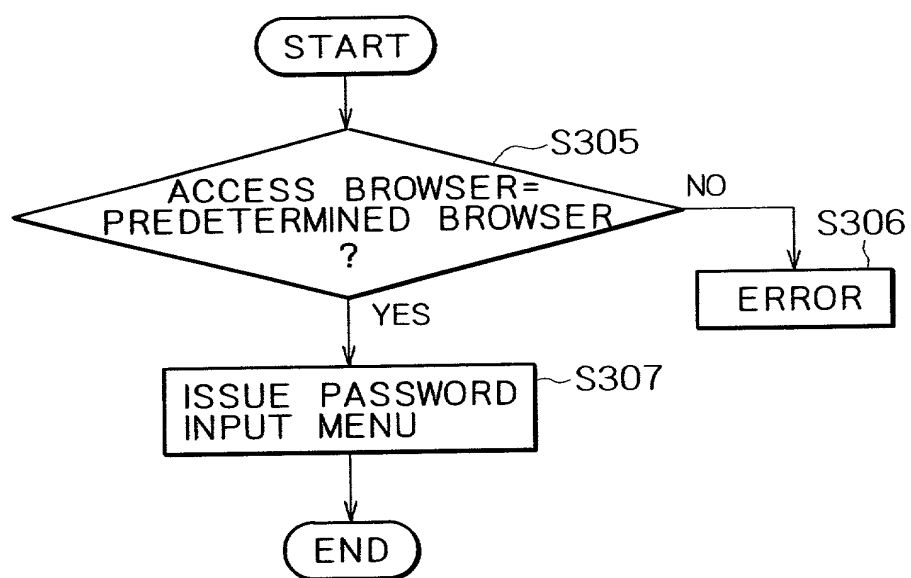 START
S305
ACCESS BROWSER=
PREDETERMINED BROWSER
?
NO
S306
ERROR
YES
S307
ISSUE PASSWORD
INPUT MENU
END